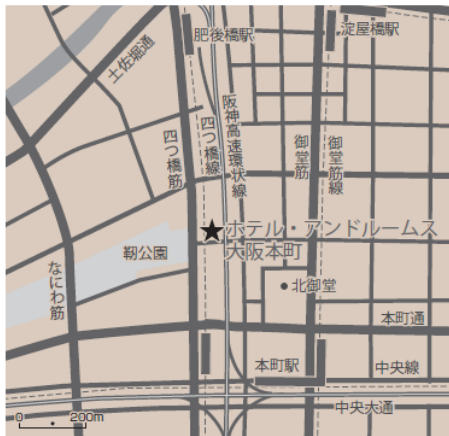 肥後橋駅
淀屋橋駅
土佐堀通
四つ橋筋
四つ橋線
阪神高速環状線
御堂筋
御堂筋線
ホテル・アンドルームス
大阪本町
靭公園
なにわ筋
北御堂
本町通
本町駅
中央線
中央大通
0 200m